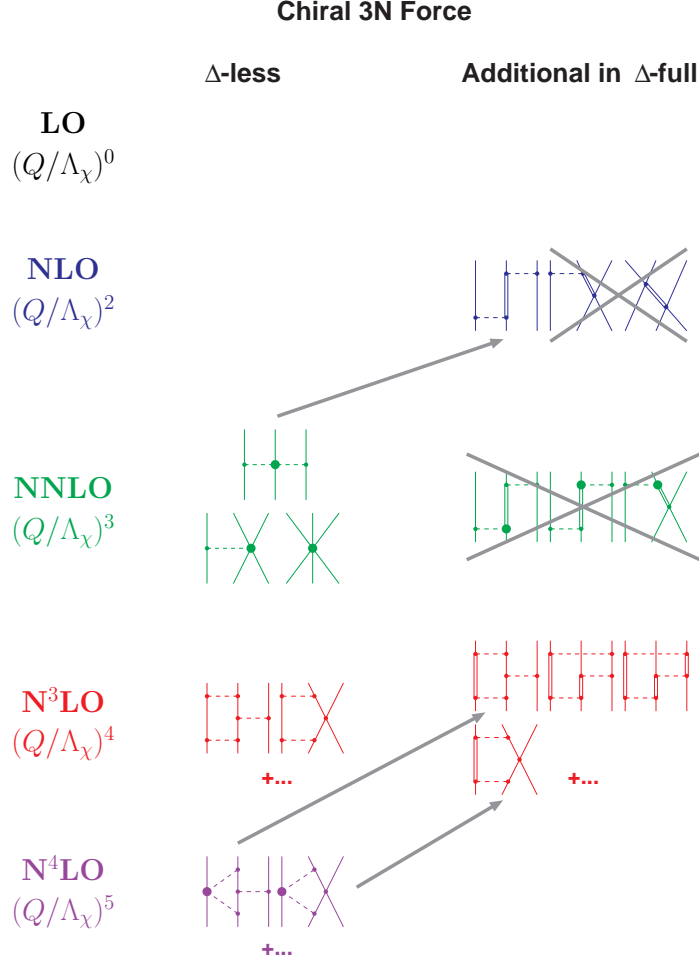 Chiral 3N Force
Δ-less Additional in Δ-full
LO
(Q/Λχ)^0
NLO
(Q/Λχ)^2
NNLO
(Q/Λχ)^3
N^3LO
(Q/Λχ)^4
+...
+...
N^4LO
(Q/Λχ)^5
+...